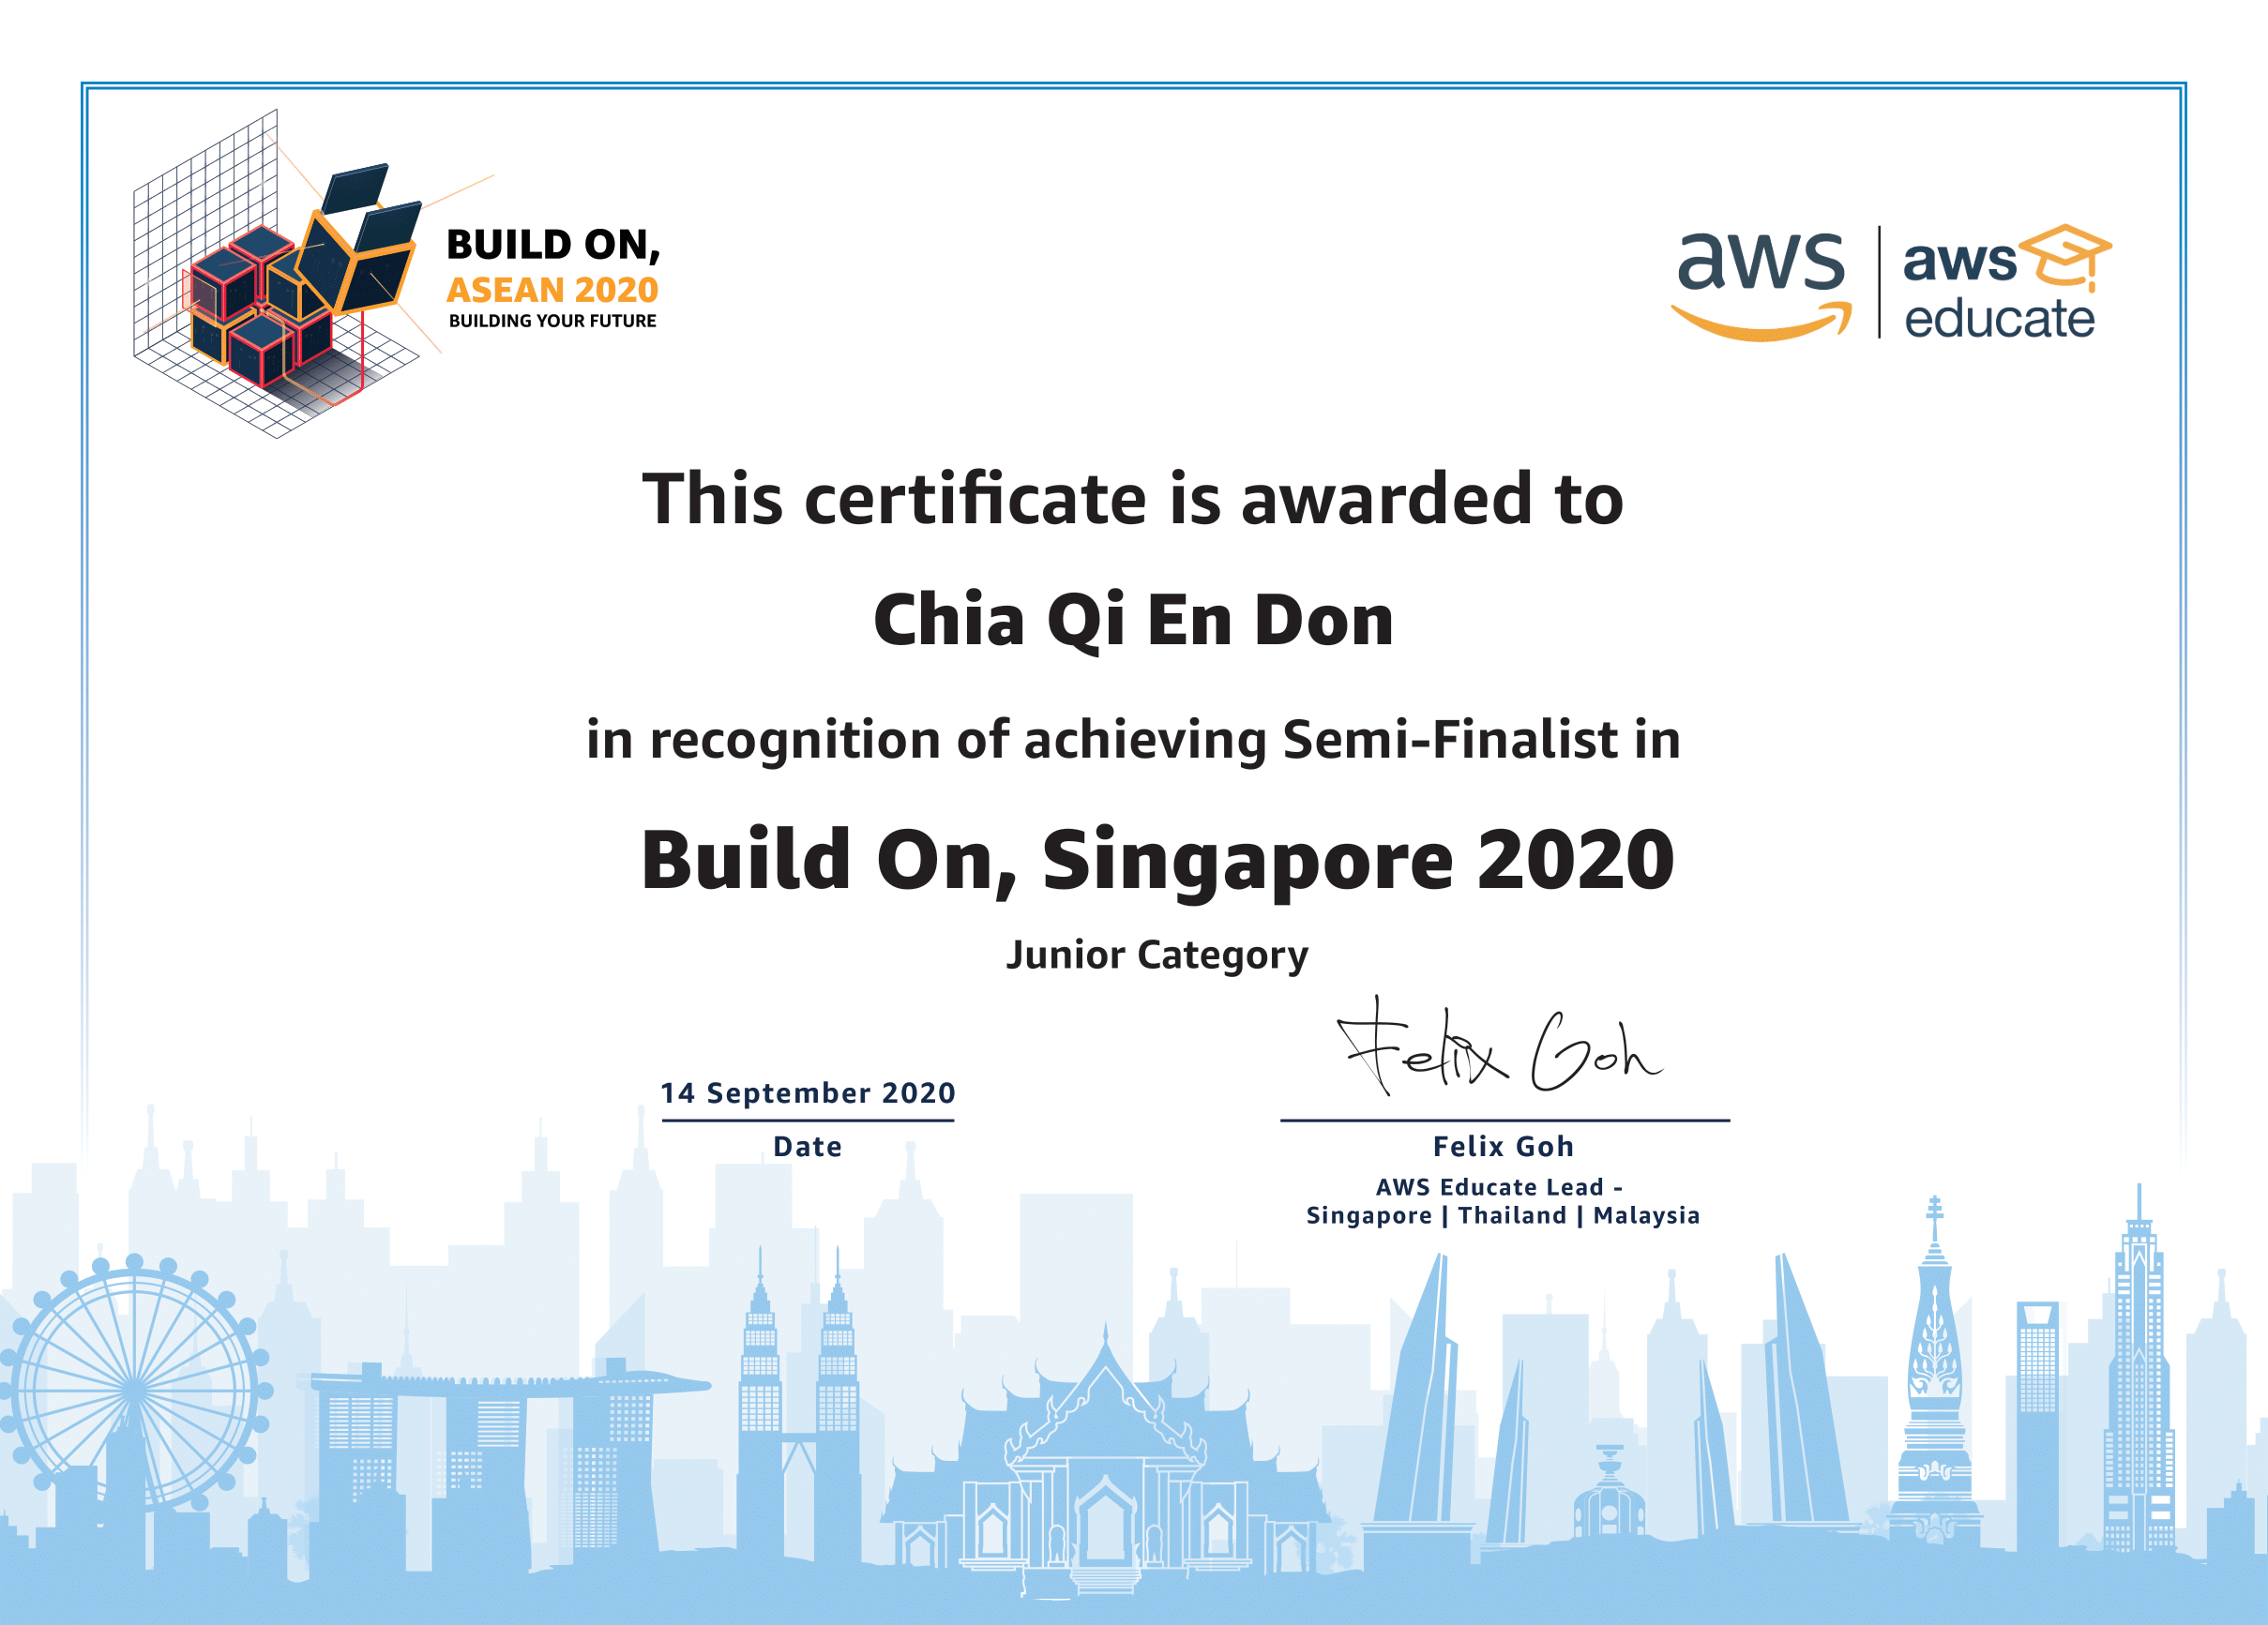 BUILD ON,
ASEAN 2020
BUILDING YOUR FUTURE
aws
aws
educate
This certificate is awarded to
Chia Qi En Don
in recognition of achieving Semi-Finalist in
Build On, Singapore 2020
Junior Category
Felix Goh
14 September 2020
Date
Felix Goh
AWS Educate Lead -
Singapore | Thailand | Malaysia